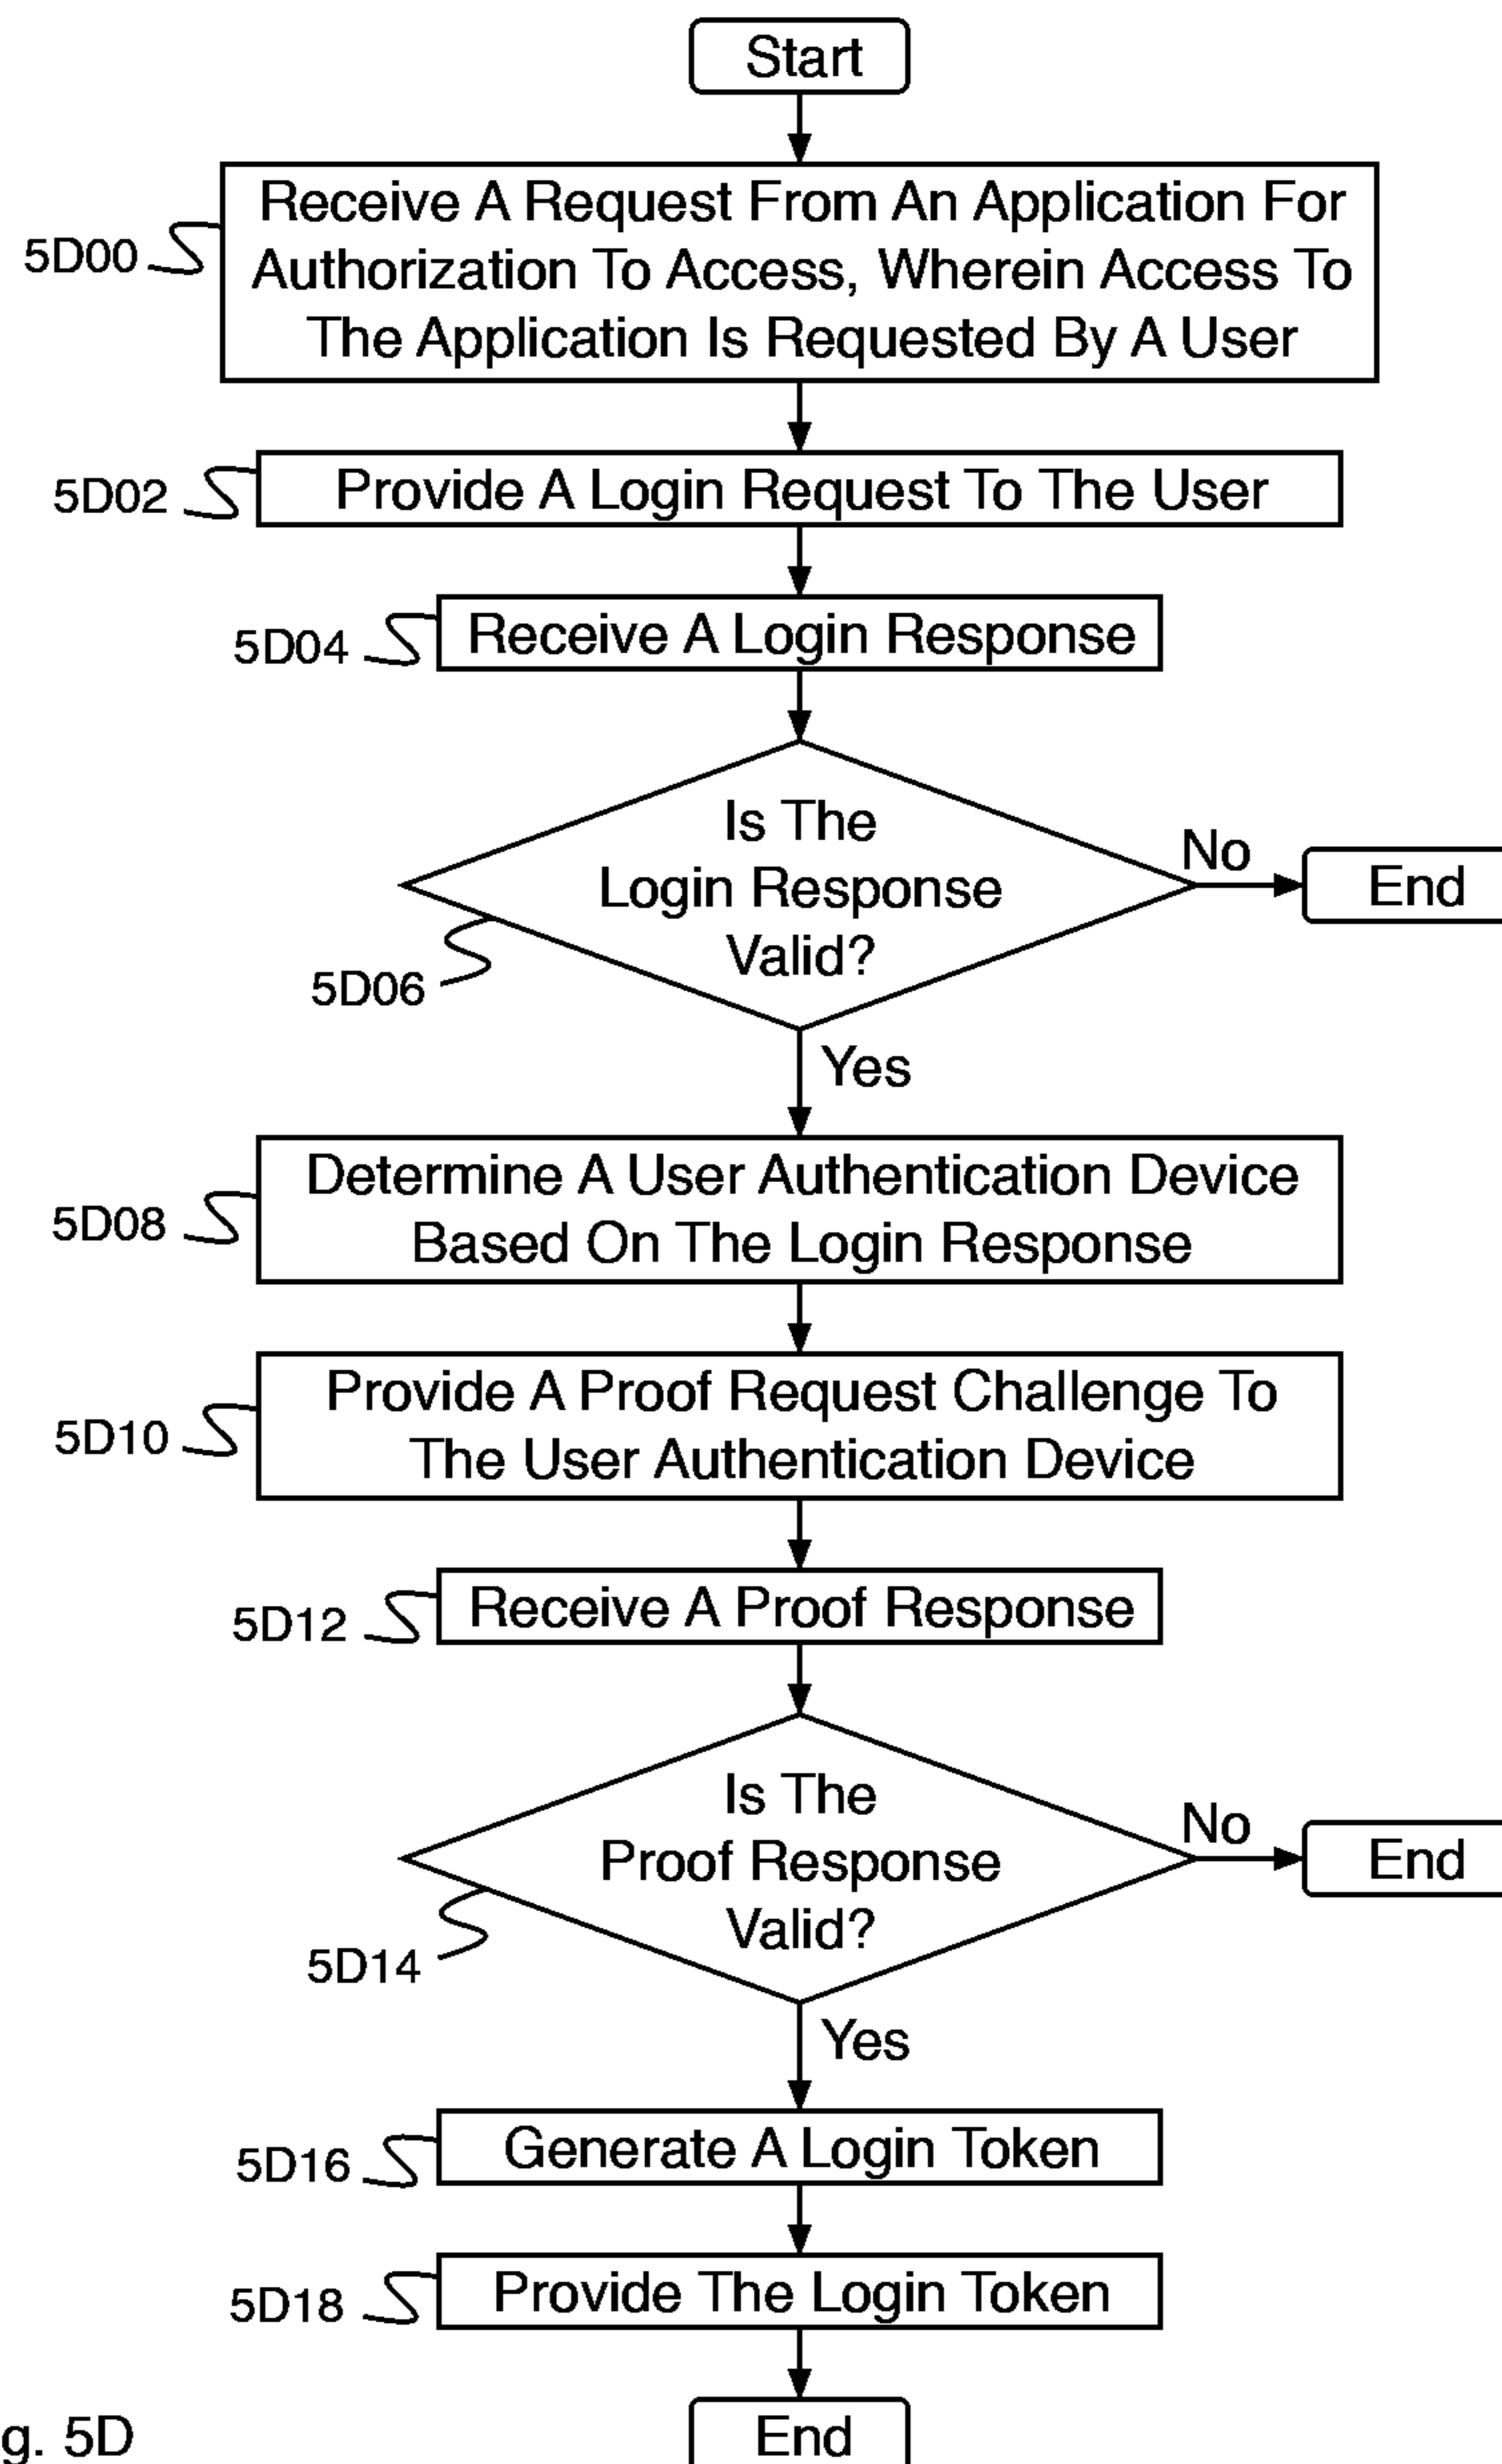 Start
5D00
Receive A Request From An Application For
Authorization To Access, Wherein Access To
The Application Is Requested By A User
5D02
Provide A Login Request To The User
5D04
Receive A Login Response
Is The
Login Response
Valid?
No
End
5D06
Yes
5D08
Determine A User Authentication Device
Based On The Login Response
5D10
Provide A Proof Request Challenge To
The User Authentication Device
5D12
Receive A Proof Response
Is The
Proof Response
Valid?
No
End
5D14
Yes
5D16
Generate A Login Token
5D18
Provide The Login Token
End
g. 5D